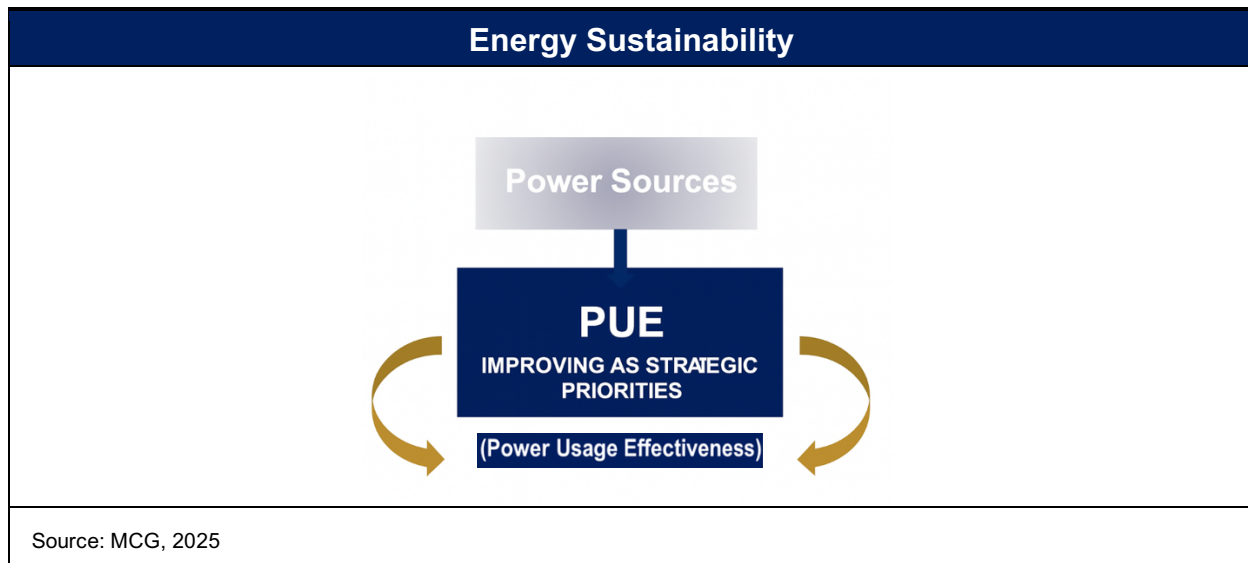 Energy Sustainability
Power Sources
PUE
IMPROVING AS STRATEGIC
PRIORITIES
(Power Usage Effectiveness)
Source: MCG, 2025